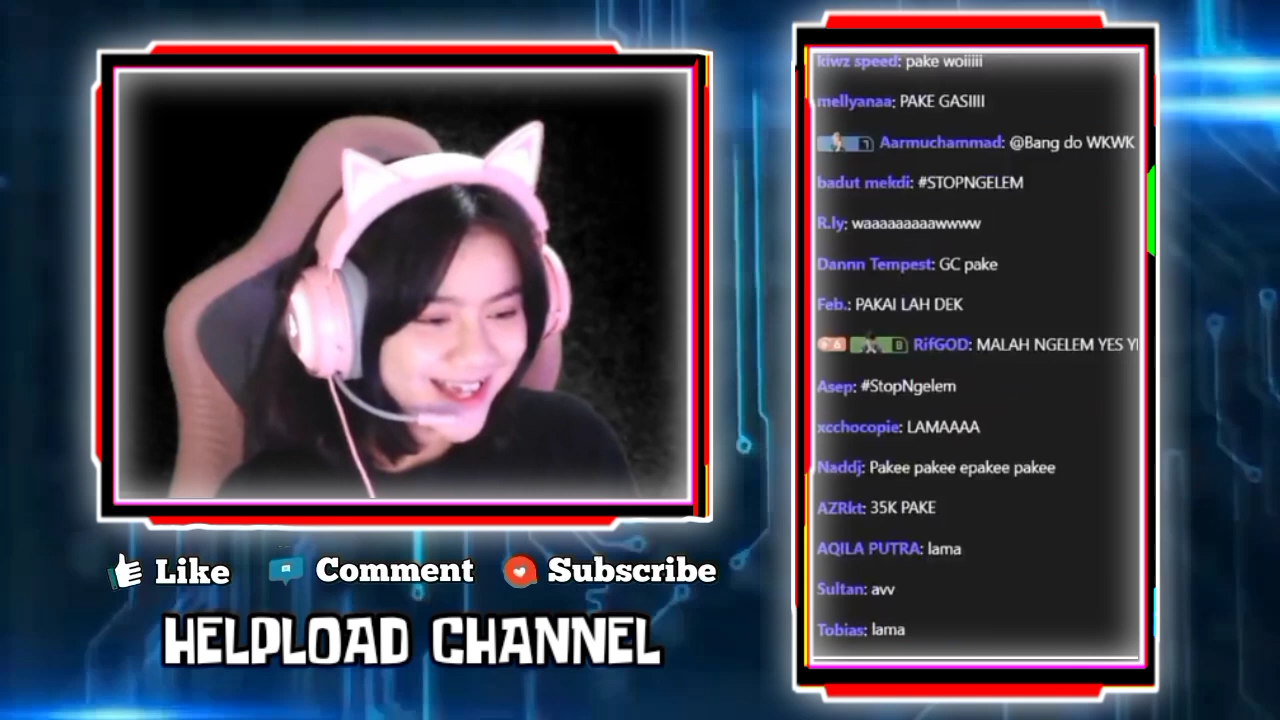 Like
Comment
Subscribe
HELPLOAD CHANNEL
kiwz speed: pake woiiiii
mellyanaa: PAKE GASIIII
Aarmuchammad: @Bang do WKWK
badut mekdi: #STOPNGELEM
R.ly: waaaaaaaaawwww
Dannn Tempest: GC pake
Feb.: PAKAI LAH DEK
RifGOD: MALAH NGELEM YES
Asep: #StopNgelem
xcchocopie: LAMAAAA
Naddj: Pakee pakee epakee pakee
AZRkt: 35K PAKE
AQILA PUTRA: lama
Sultan: avv
Tobias: lama